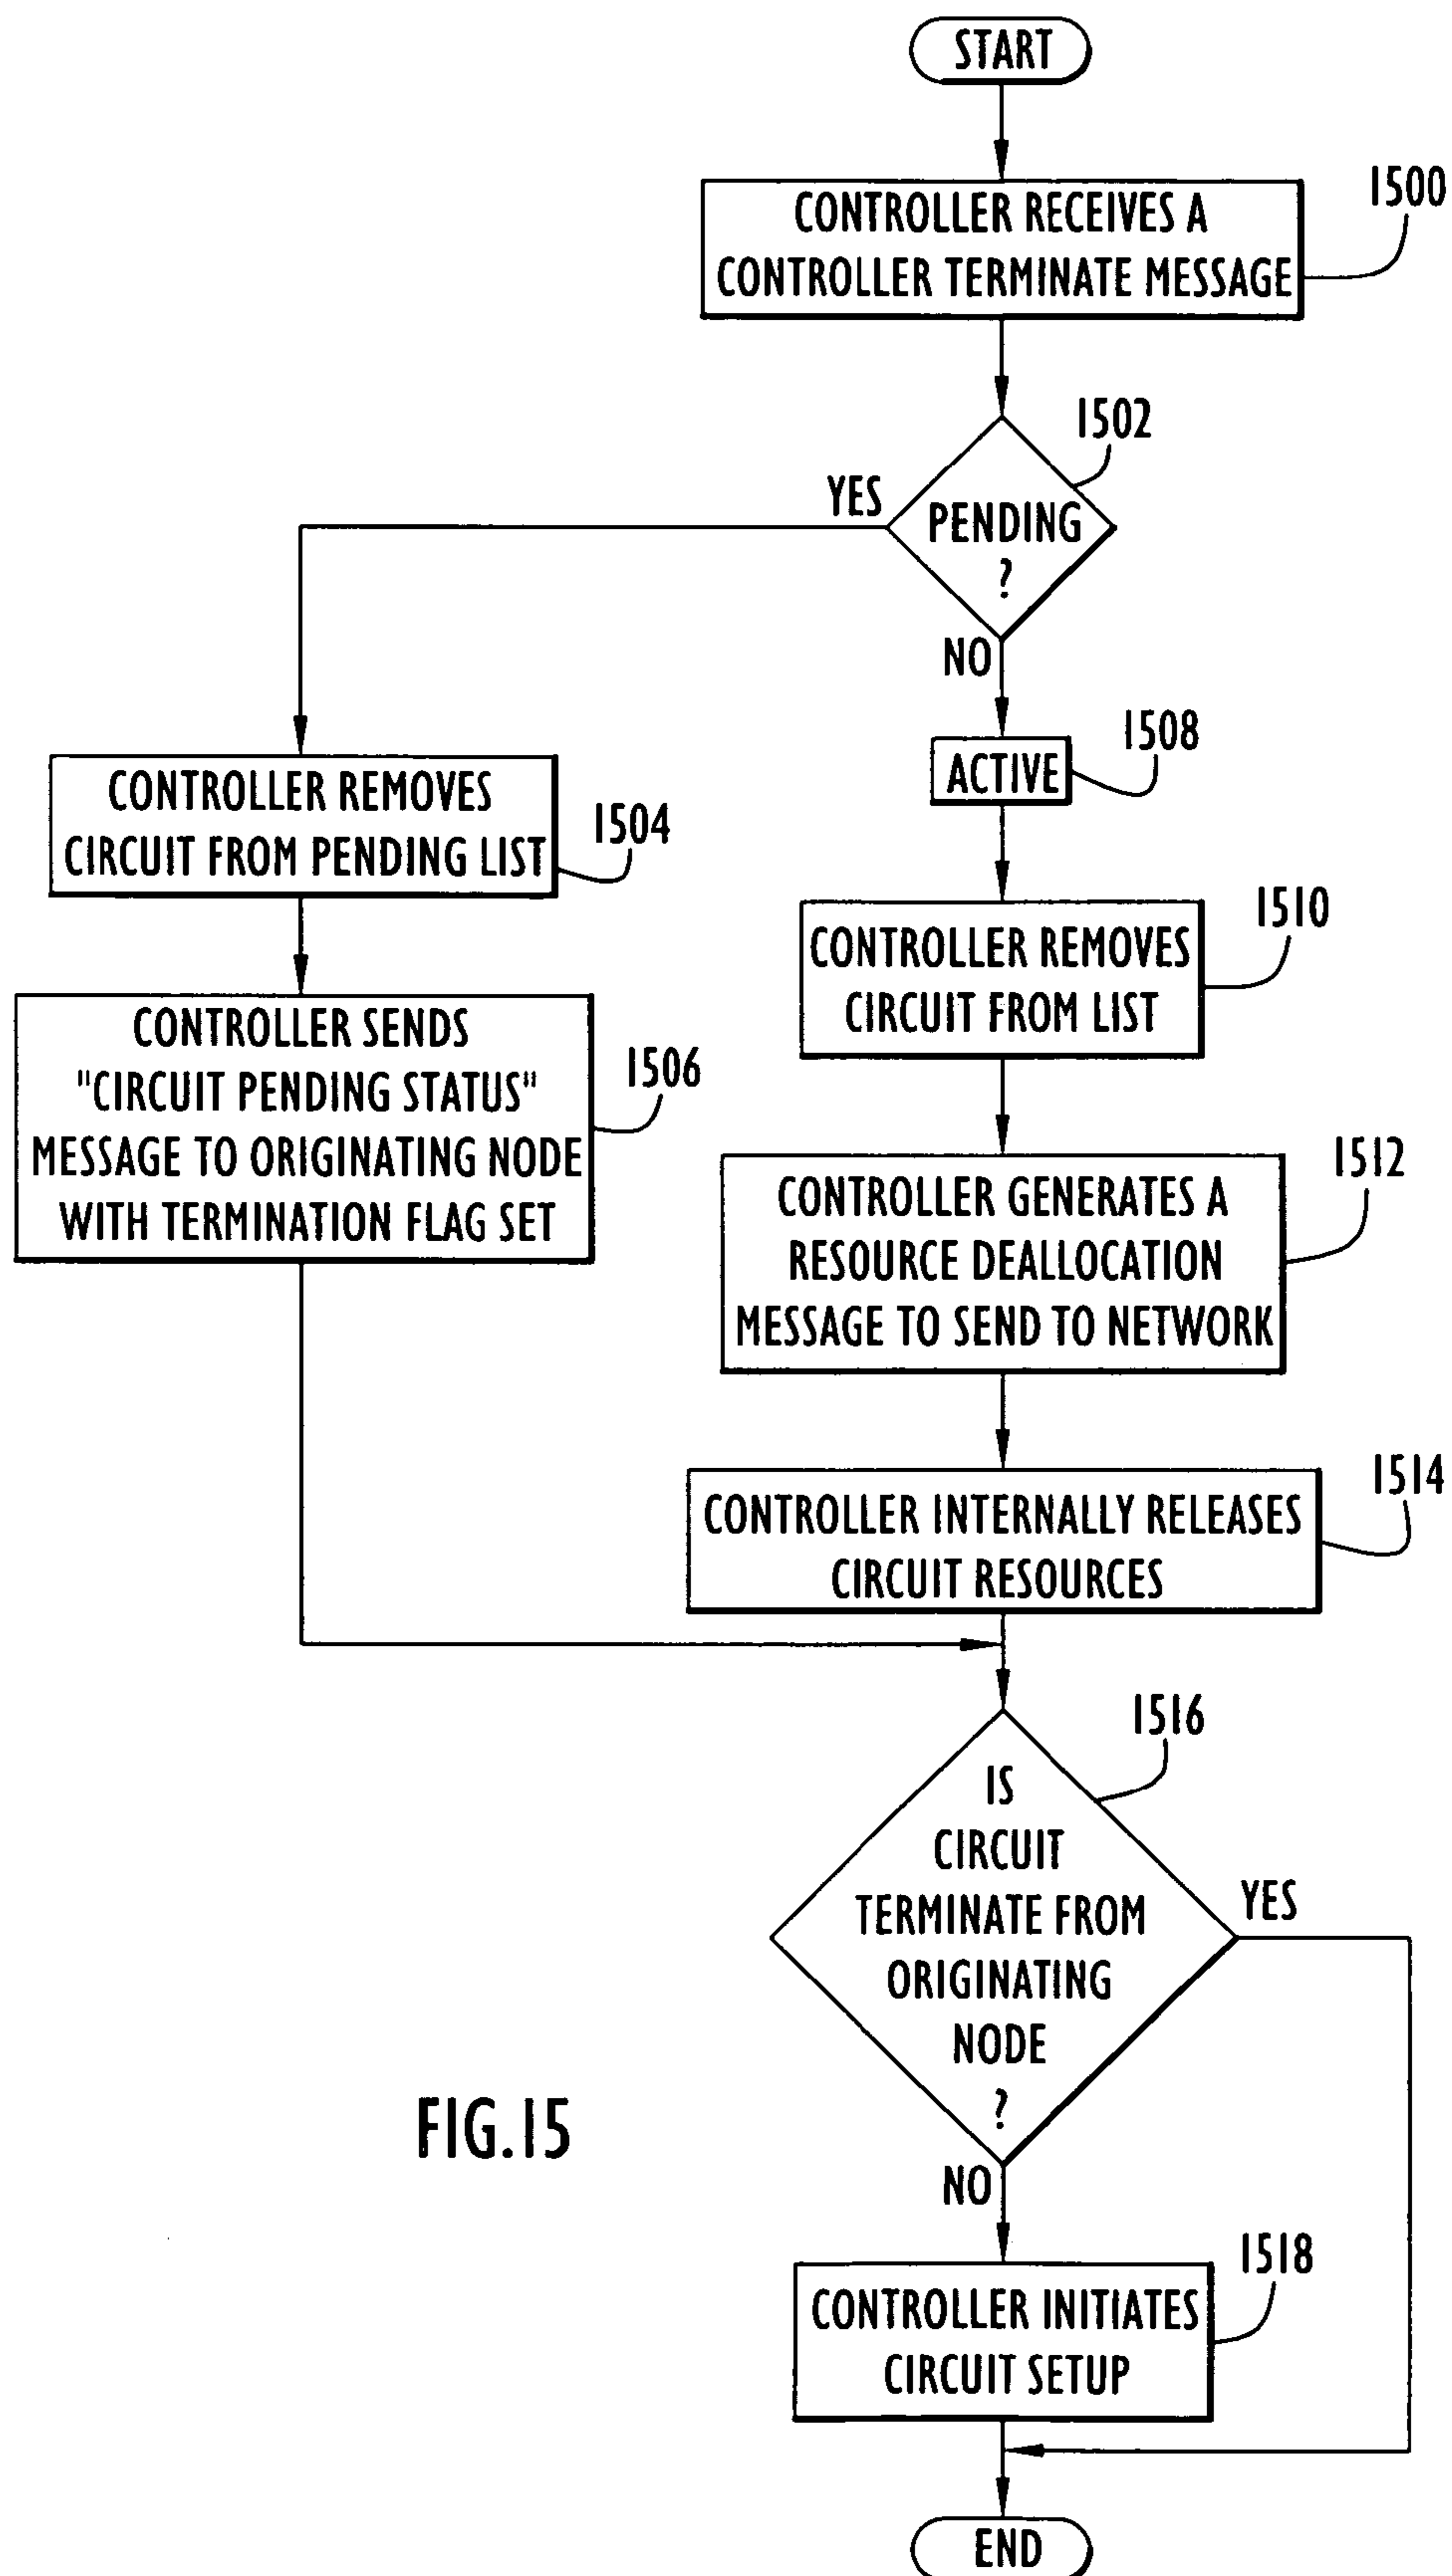 START
CONTROLLER RECEIVES A
CONTROLLER TERMINATE MESSAGE
1500
1502
YES
PENDING
?
NO
ACTIVE
1508
CONTROLLER REMOVES
CIRCUIT FROM PENDING LIST
1504
CONTROLLER REMOVES
CIRCUIT FROM LIST
1510
CONTROLLER SENDS
"CIRCUIT PENDING STATUS"
MESSAGE TO ORIGINATING NODE
WITH TERMINATION FLAG SET
1506
CONTROLLER GENERATES A
RESOURCE DEALLOCATION
MESSAGE TO SEND TO NETWORK
1512
CONTROLLER INTERNALLY RELEASES
CIRCUIT RESOURCES
1514
1516
IS
CIRCUIT
TERMINATE FROM
ORIGINATING
NODE
?
YES
NO
FIG.15
CONTROLLER INITIATES
CIRCUIT SETUP
1518
END